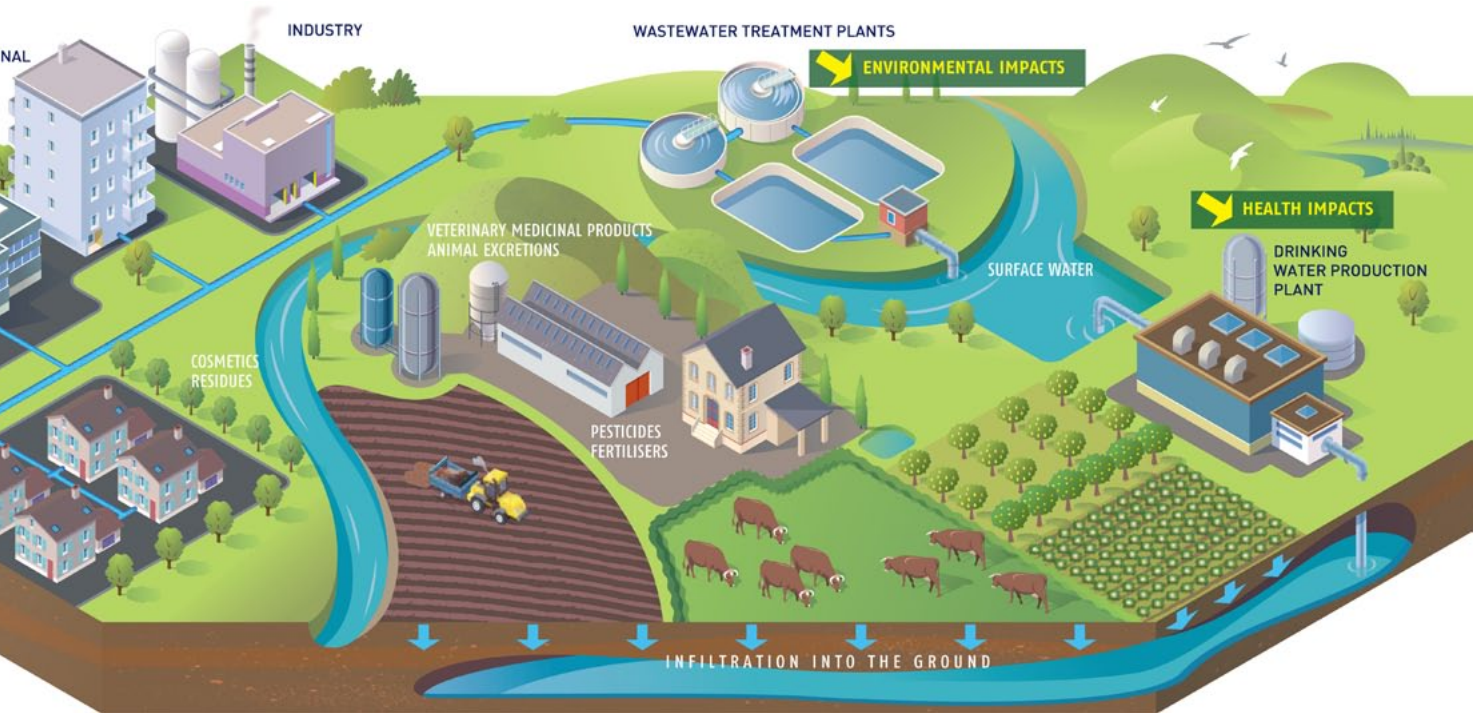 NAL
INDUSTRY
WASTEWATER TREATMENT PLANTS
ENVIRONMENTAL IMPACTS
HEALTH IMPACTS
VETERINARY MEDICINAL PRODUCTS
ANIMAL EXCRETIONS
SURFACE WATER
DRINKING
WATER PRODUCTION
PLANT
COSMETICS
RESIDUES
PESTICIDES
FERTILISERS
INFILTRATION INTO THE GROUND